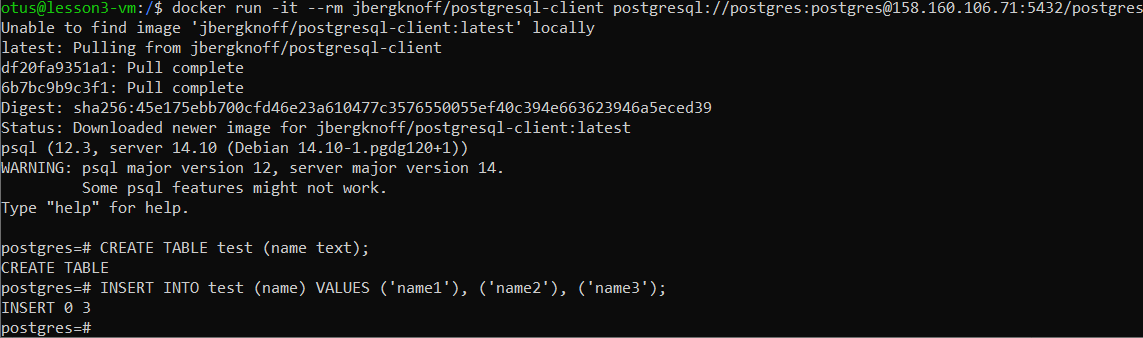 otus@lesson3-vm:/$ docker run -it --rm jbergknoff/postgresql-client postgresql://postgres:postgres@158.160.106.71:5432/postgres
Unable to find image 'jbergknoff/postgresql-client:latest' locally
latest: Pulling from jbergknoff/postgresql-client
df20fa9351a1: Pull complete
6b7bc9b9c3f1: Pull complete
Digest: sha256:45e175ebb700cfd46e23a610477c3576550055ef40c394e663623946a5eced39
Status: Downloaded newer image for jbergknoff/postgresql-client:latest
psql (12.3, server 14.10 (Debian 14.10-1.pgdg120+1))
WARNING: psql major version 12, server major version 14.
         Some psql features might not work.
Type "help" for help.

postgres=# CREATE TABLE test (name text);
CREATE TABLE
postgres=# INSERT INTO test (name) VALUES ('name1'), ('name2'), ('name3');
INSERT 0 3
postgres=#